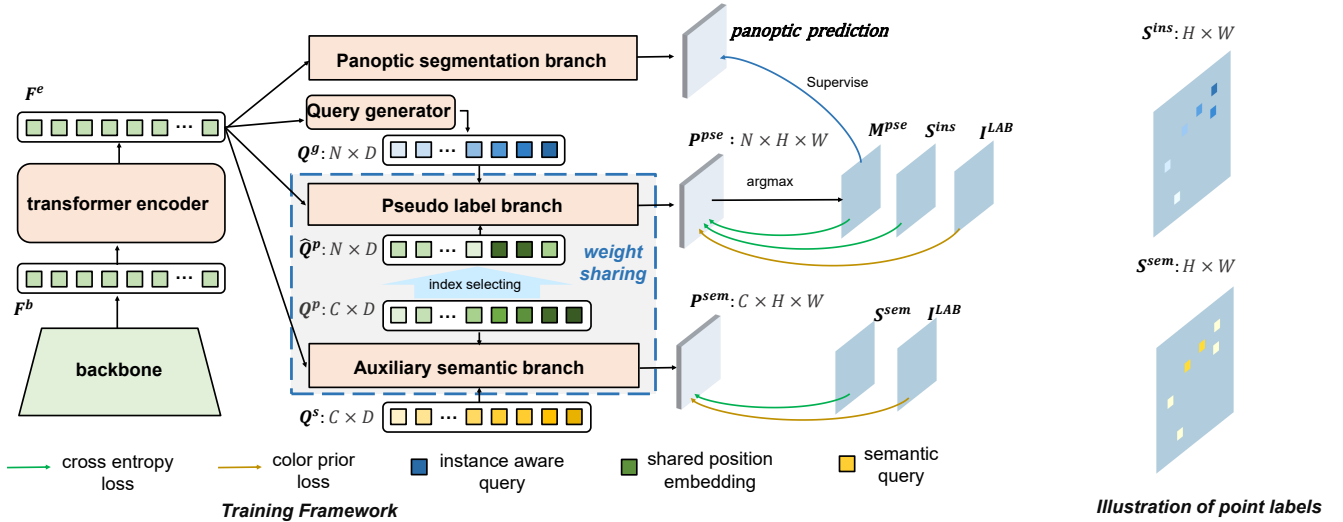 panoptic prediction
Panoptic segmentation branch
Supervise
F^e
Query generator
Q^g: N × D
P^pse : N × H × W
M^pse
S^ins
I^LAB
transformer encoder
Pseudo label branch
argmax
Q̂^p: N × D
weight
sharing
index selecting
F^b
Q^p: C × D
P^sem: C × H × W
S^sem
I^LAB
backbone
Auxiliary semantic branch
Q^s: C × D
cross entropy
loss
color prior
loss
instance aware
query
shared position
embedding
semantic
query
Training Framework
S^ins: H × W
S^sem: H × W
Illustration of point labels